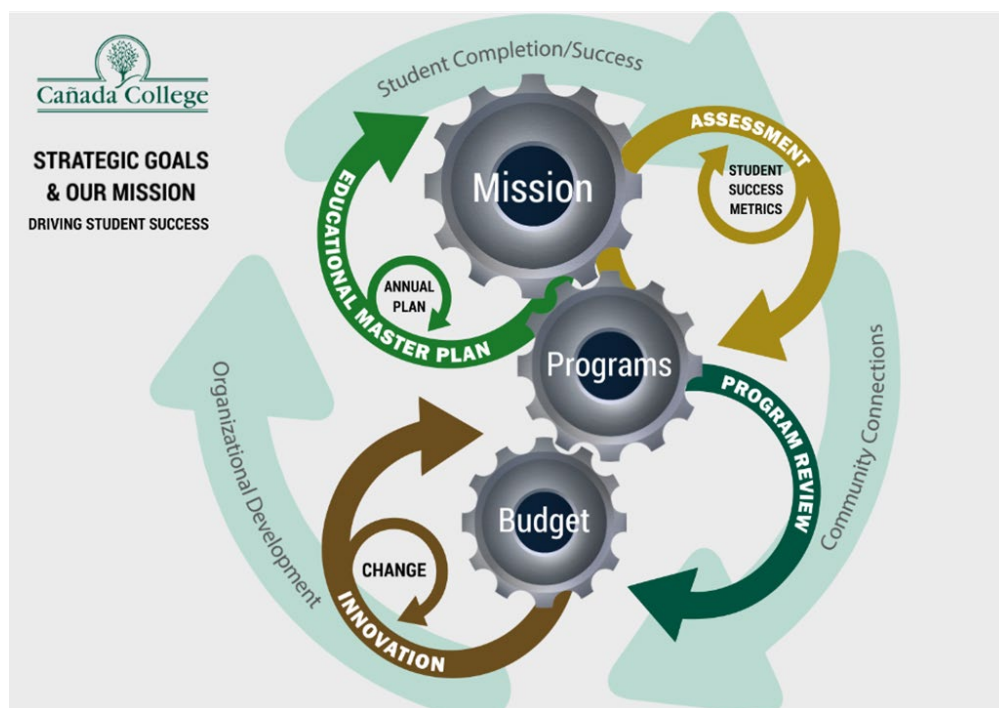 Cañada College
STRATEGIC GOALS
& OUR MISSION
DRIVING STUDENT SUCCESS
Student Completion/Success
Mission
ASSESSMENT
STUDENT
SUCCESS
METRICS
EDUCATIONAL MASTER PLAN
ANNUAL
PLAN
Programs
PROGRAM REVIEW
Community Connections
Organizational Development
Budget
CHANGE
INNOVATION